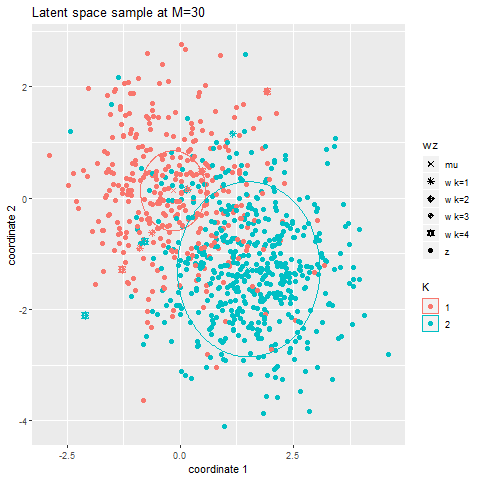 Latent space sample at M=30
coordinate 2
2
0
-2
-4
-2.5
0.0
2.5
coordinate 1
wz
mu
w k=1
w k=2
w k=3
w k=4
z
K
1
2